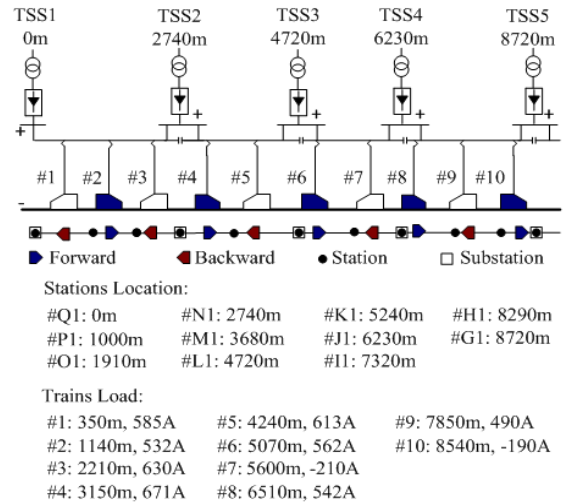 TSS1 TSS2 TSS3 TSS4 TSS5
0m 2740m 4720m 6230m 8720m
+ + + + +
#1 #2 #3 #4 #5 #6 #7 #8 #9 #10
-
Forward Backward Station Substation
Stations Location:
#Q1: 0m #N1: 2740m #K1: 5240m #H1: 8290m
#P1: 1000m #M1: 3680m #J1: 6230m #G1: 8720m
#O1: 1910m #L1: 4720m #I1: 7320m
Trains Load:
#1: 350m, 585A #5: 4240m, 613A #9: 7850m, 490A
#2: 1140m, 532A #6: 5070m, 562A #10: 8540m, -190A
#3: 2210m, 630A #7: 5600m, -210A
#4: 3150m, 671A #8: 6510m, 542A